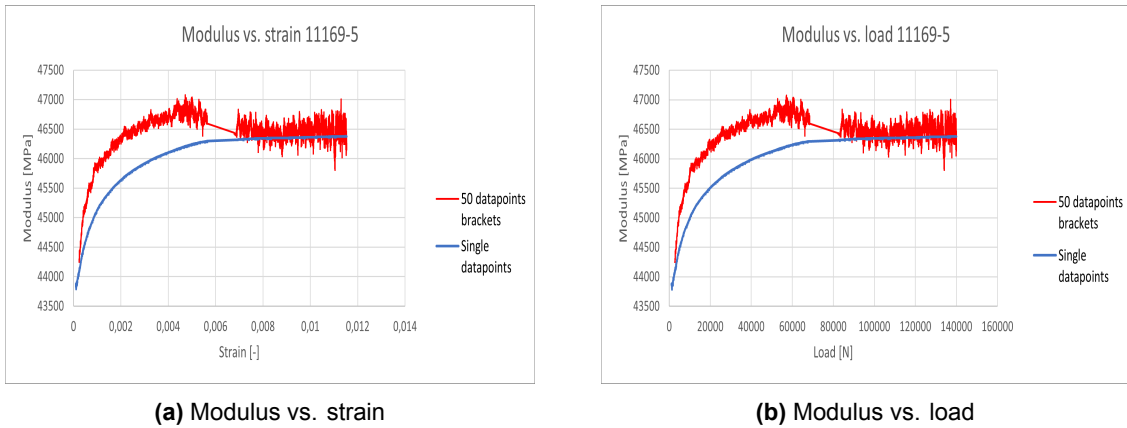 Modulus vs. strain 11169-5
47500
47000
46500
46000
45500
45000
44500
44000
43500
Modulus [MPa]
0 0,002 0,004 0,006 0,008 0,01 0,012 0,014
Strain [-]
50 datapoints
brackets
Single
datapoints
(a) Modulus vs. strain
Modulus vs. load 11169-5
47500
47000
46500
46000
45500
45000
44500
44000
43500
Modulus [MPa]
0 20000 40000 60000 80000 100000 120000 140000 160000
Load [N]
50 datapoints
brackets
Single
datapoints
(b) Modulus vs. load